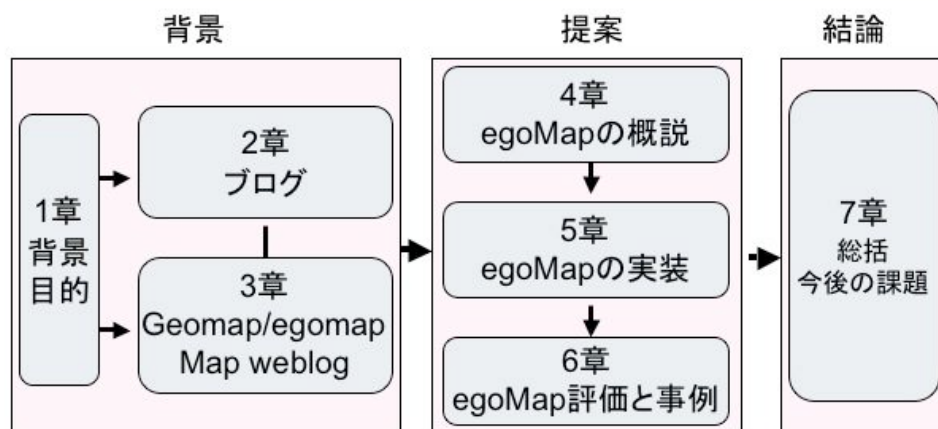 背景
1章
背景
目的
2章
ブログ
3章
Geomap/egomap
Map weblog
提案
4章
egoMapの概説
5章
egoMapの実装
6章
egoMap評価と事例
結論
7章
総括
今後の課題